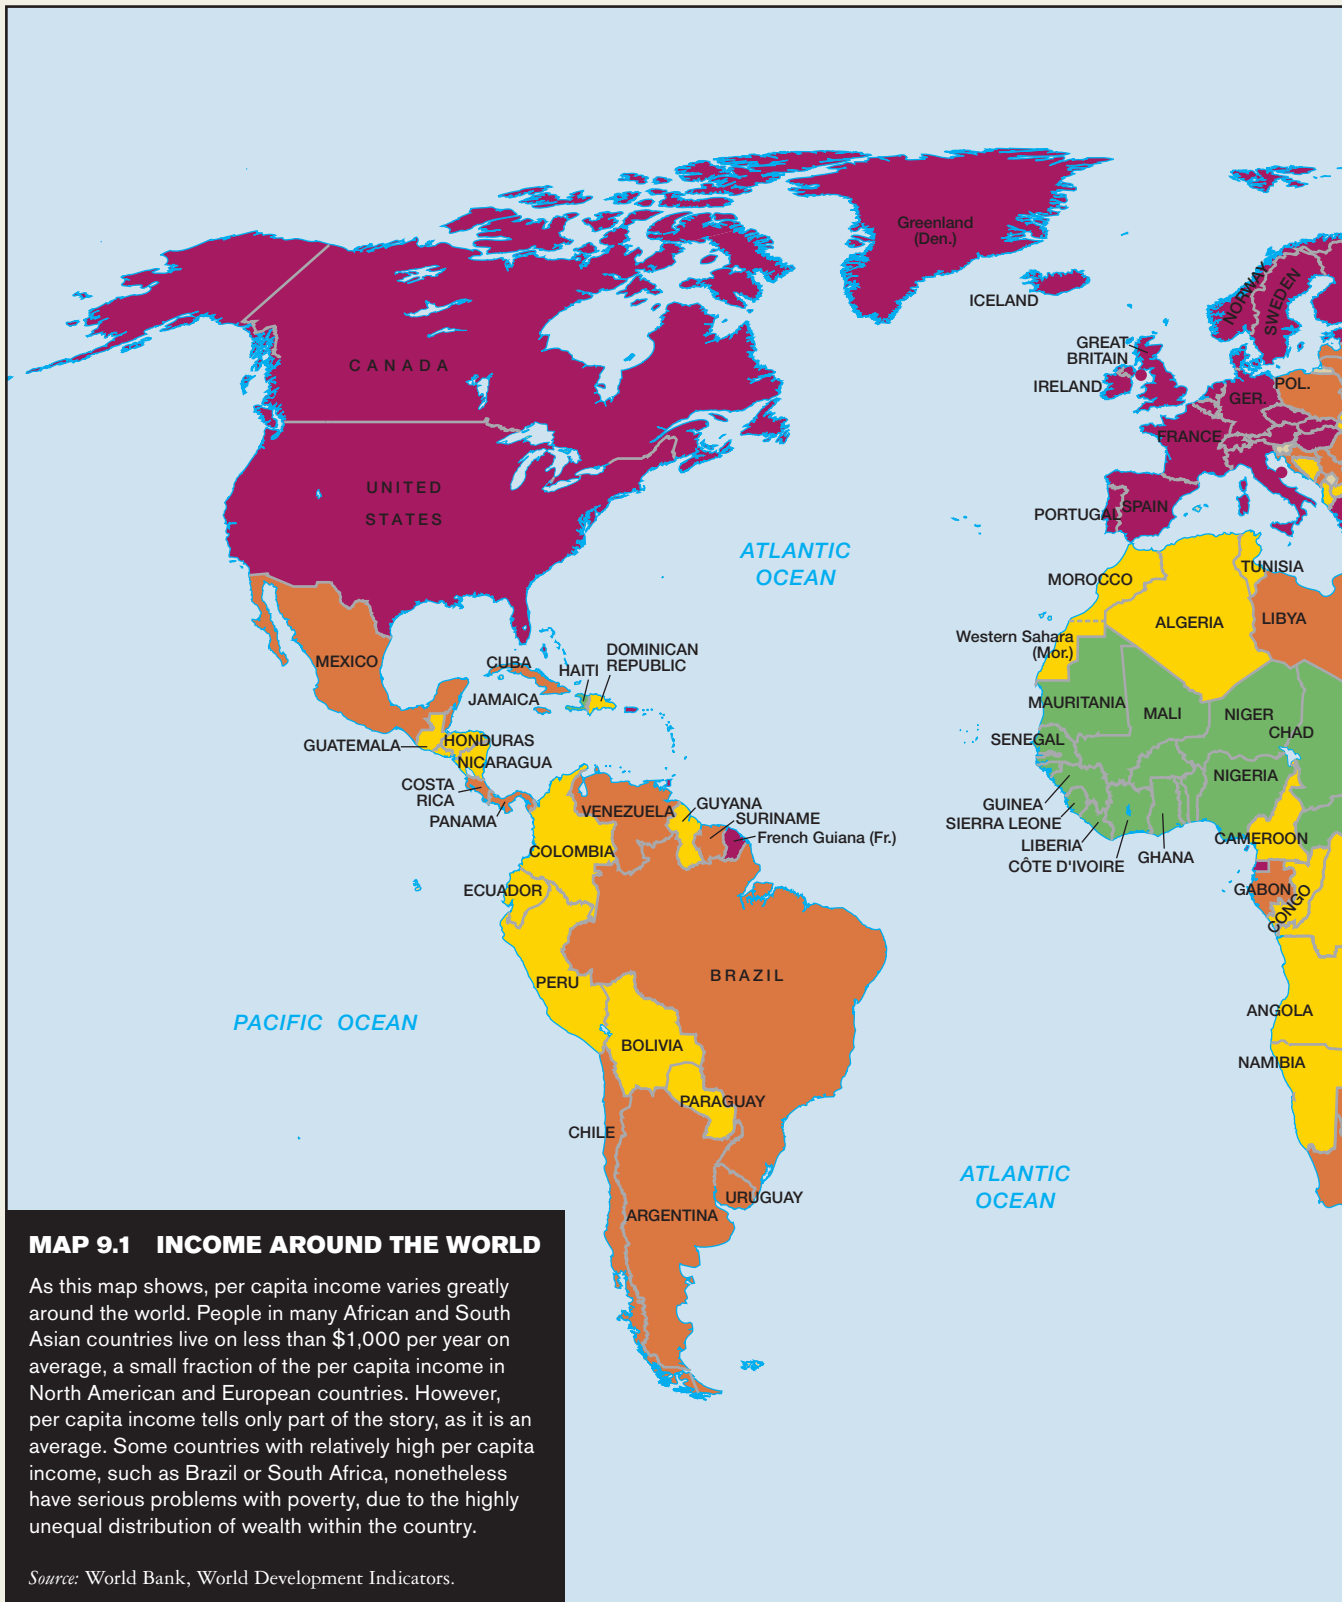 Greenland
(Den.)
ICELAND
NORWAY
SWEDEN
GREAT
BRITAIN
IRELAND
POL.
GER.
FRANCE
PORTUGAL
SPAIN
CANADA
UNITED
STATES
ATLANTIC
OCEAN
MOROCCO
TUNISIA
ALGERIA
LIBYA
Western Sahara
(Mor.)
MEXICO
CUBA
HAITI
DOMINICAN
REPUBLIC
JAMAICA
GUATEMALA
HONDURAS
NICARAGUA
COSTA
RICA
PANAMA
MAURITANIA
MALI
NIGER
CHAD
SENEGAL
NIGERIA
GUINEA
SIERRA LEONE
LIBERIA
CÔTE D'IVOIRE
GHANA
CAMEROON
GABON
CONGO
VENEZUELA
GUYANA
SURINAME
French Guiana (Fr.)
COLOMBIA
ECUADOR
PERU
BRAZIL
PACIFIC OCEAN
BOLIVIA
PARAGUAY
CHILE
ANGOLA
NAMIBIA
ATLANTIC
OCEAN
URUGUAY
ARGENTINA
MAP 9.1 INCOME AROUND THE WORLD
As this map shows, per capita income varies greatly
around the world. People in many African and South
Asian countries live on less than $1,000 per year on
average, a small fraction of the per capita income in
North American and European countries. However,
per capita income tells only part of the story, as it is an
average. Some countries with relatively high per capita
income, such as Brazil or South Africa, nonetheless
have serious problems with poverty, due to the highly
unequal distribution of wealth within the country.
Source: World Bank, World Development Indicators.